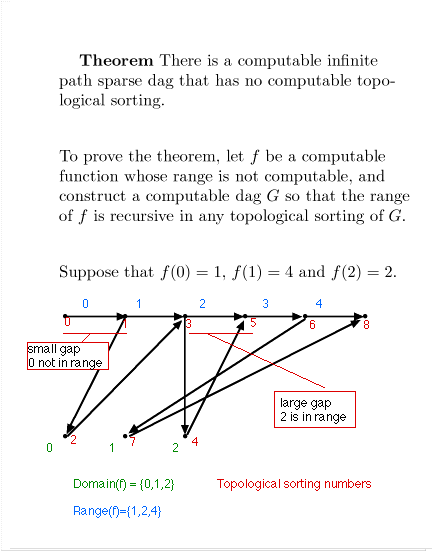 Theorem There is a computable infinite
path sparse dag that has no computable topo-
logical sorting.
To prove the theorem, let f be a computable
function whose range is not computable, and
construct a computable dag G so that the range
of f is recursive in any topological sorting of G.
Suppose that f(0) = 1, f(1) = 4 and f(2) = 2.
0 1 2 3 4
0 1 3 5 6 8
small gap
0 not in range
large gap
2 is in range
0 2 1 7 2 4
Domain(f) = {0,1,2} Topological sorting numbers
Range(f)={1,2,4}